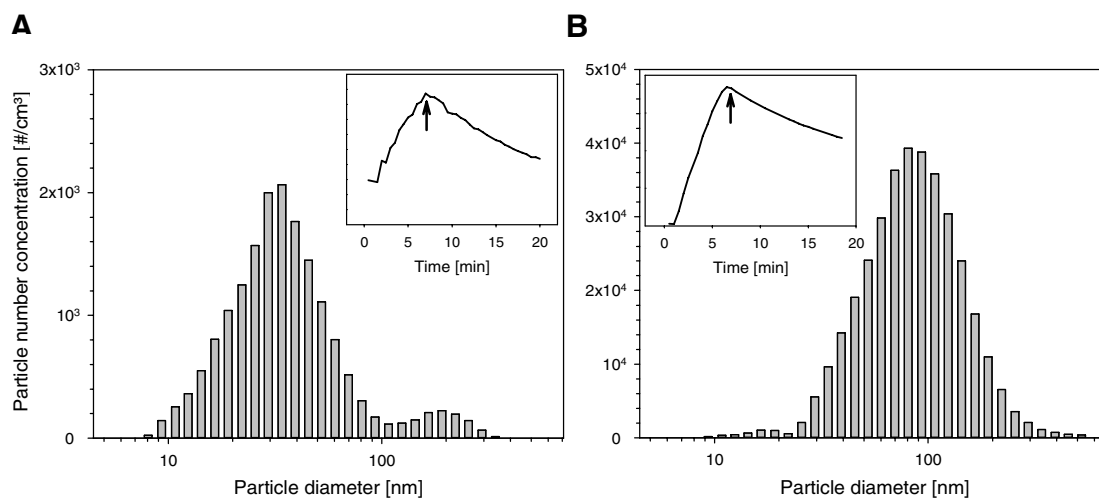 A
Particle number concentration [#/cm³]
3x10³
2x10³
10³
0
10
100
Particle diameter [nm]
0
5
10
15
20
Time [min]
B
5x10⁴
4x10⁴
3x10⁴
2x10⁴
10⁴
0
10
100
Particle diameter [nm]
0
5
10
15
20
Time [min]